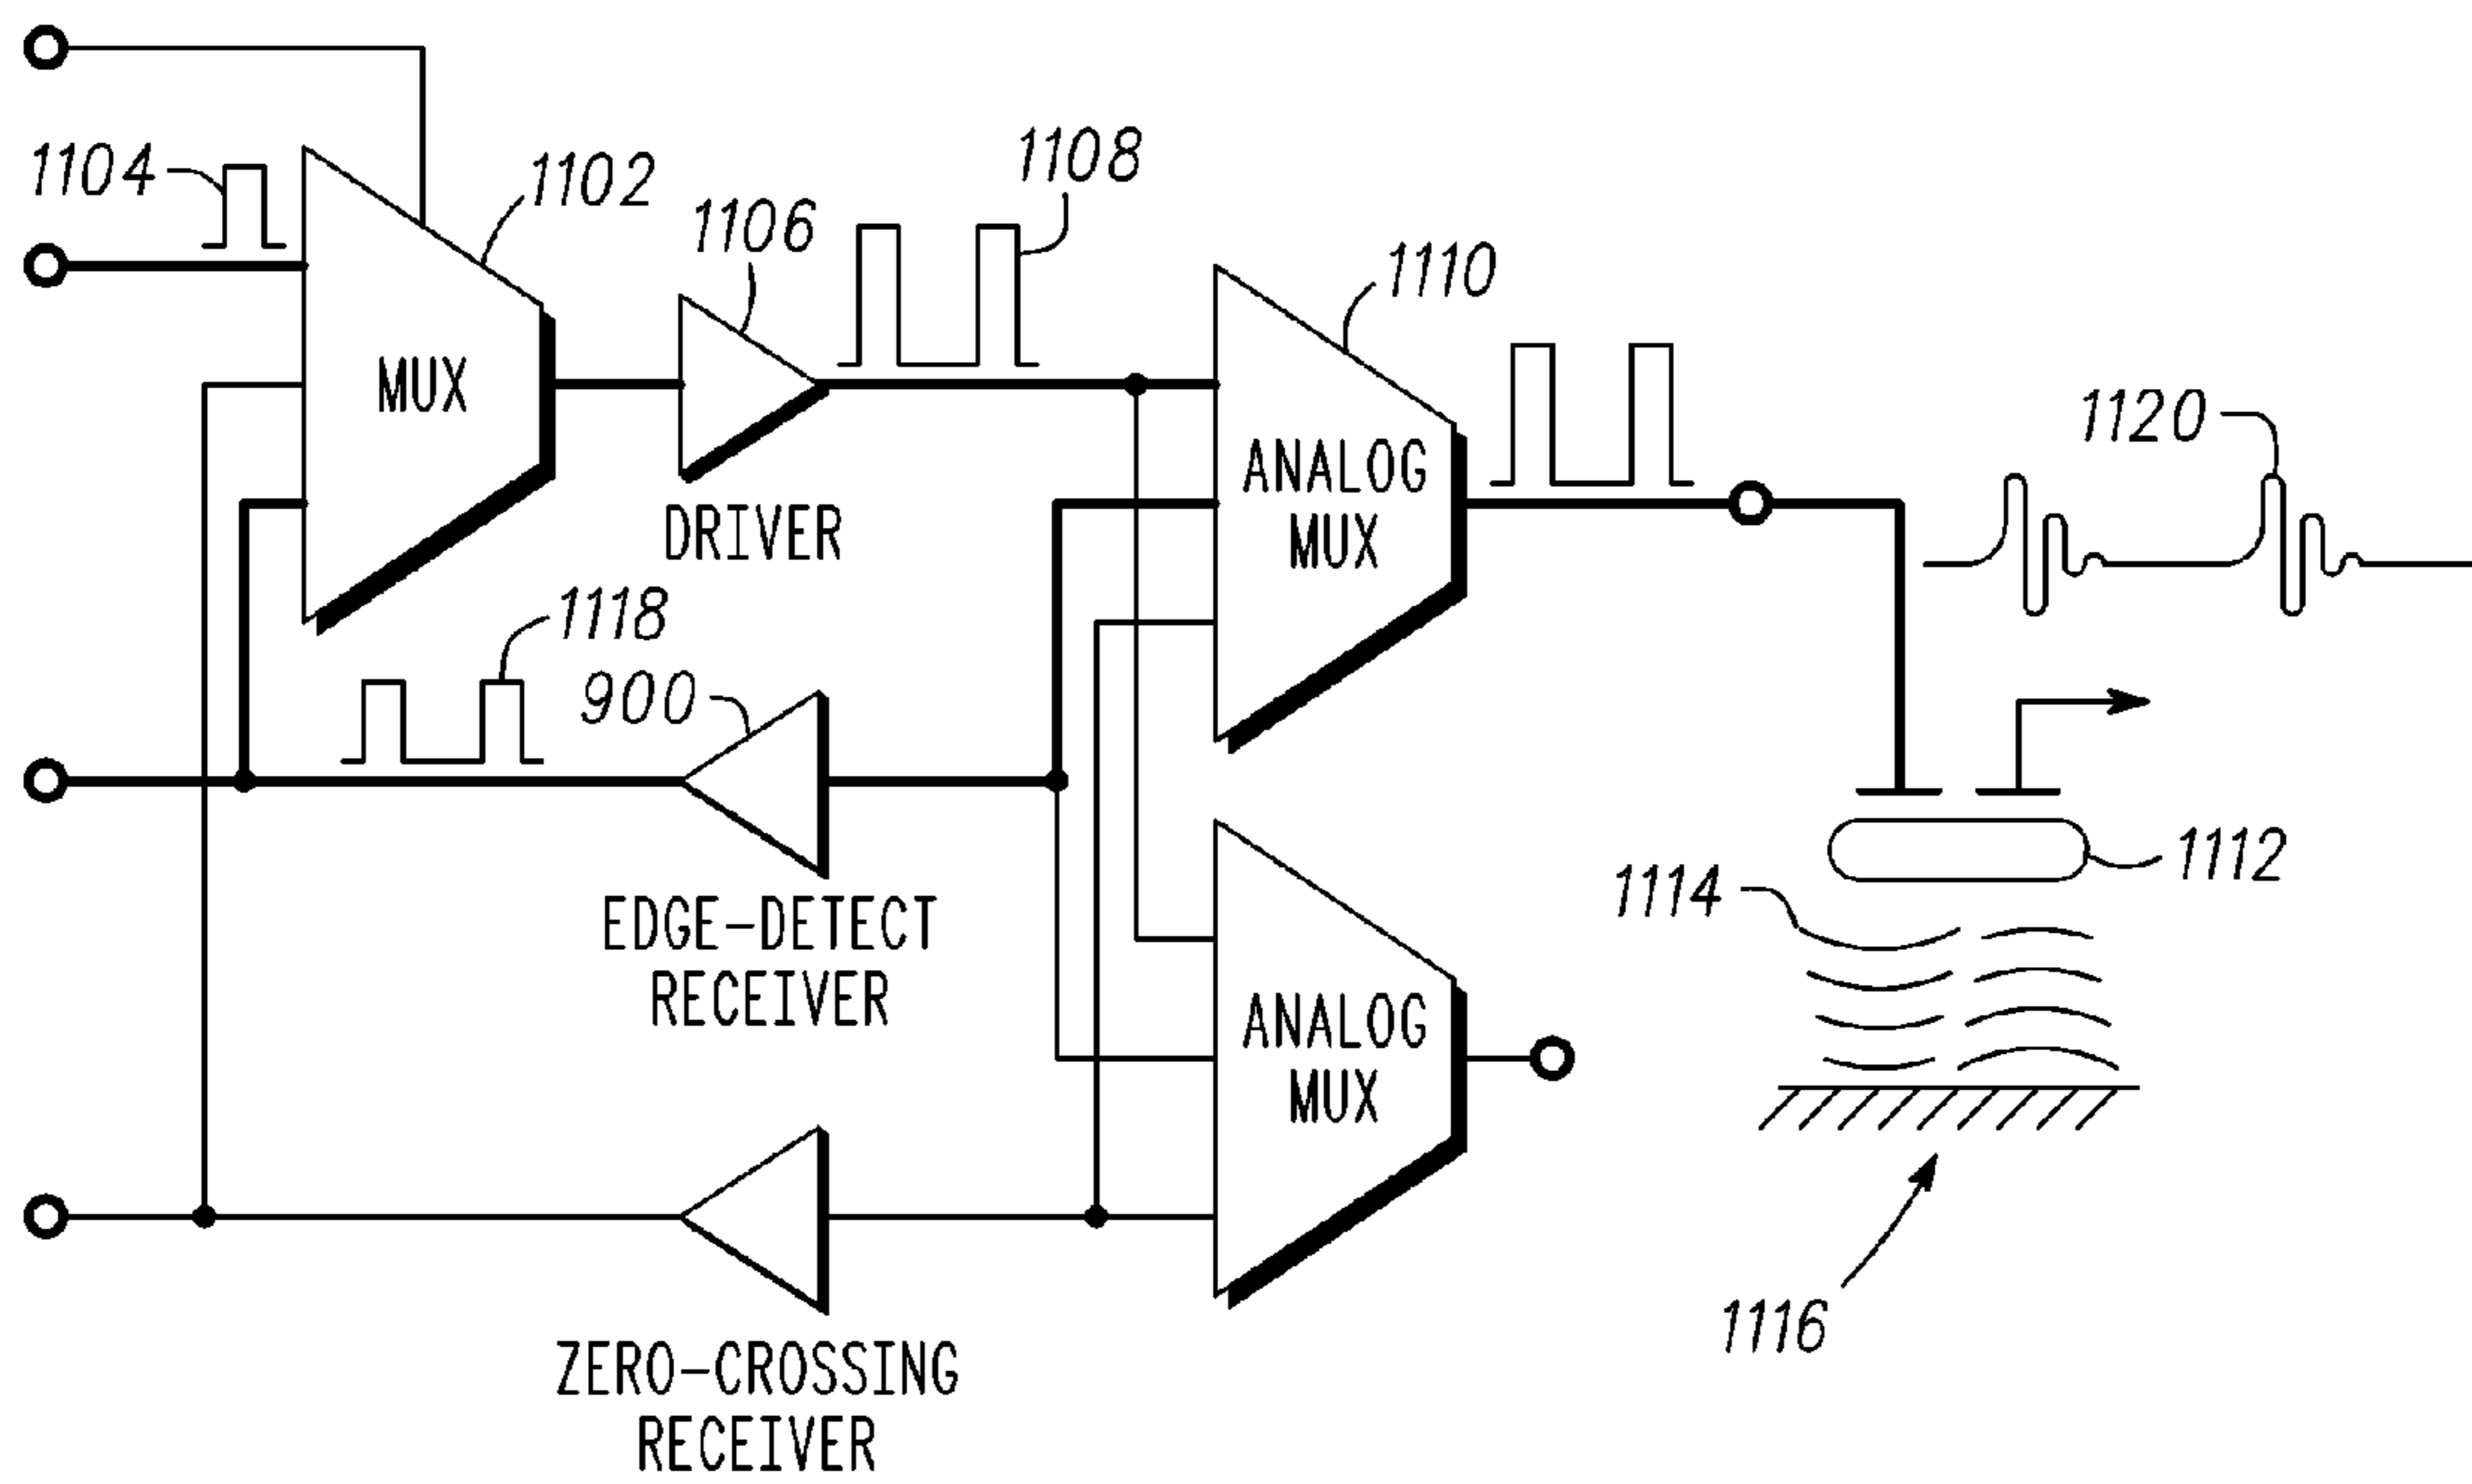 1104
1102
1106
1108
1110
1120
MUX
DRIVER
ANALOG
MUX
1118
900
EDGE-DETECT
RECEIVER
1112
1114
ANALOG
MUX
1116
ZERO-CROSSING
RECEIVER